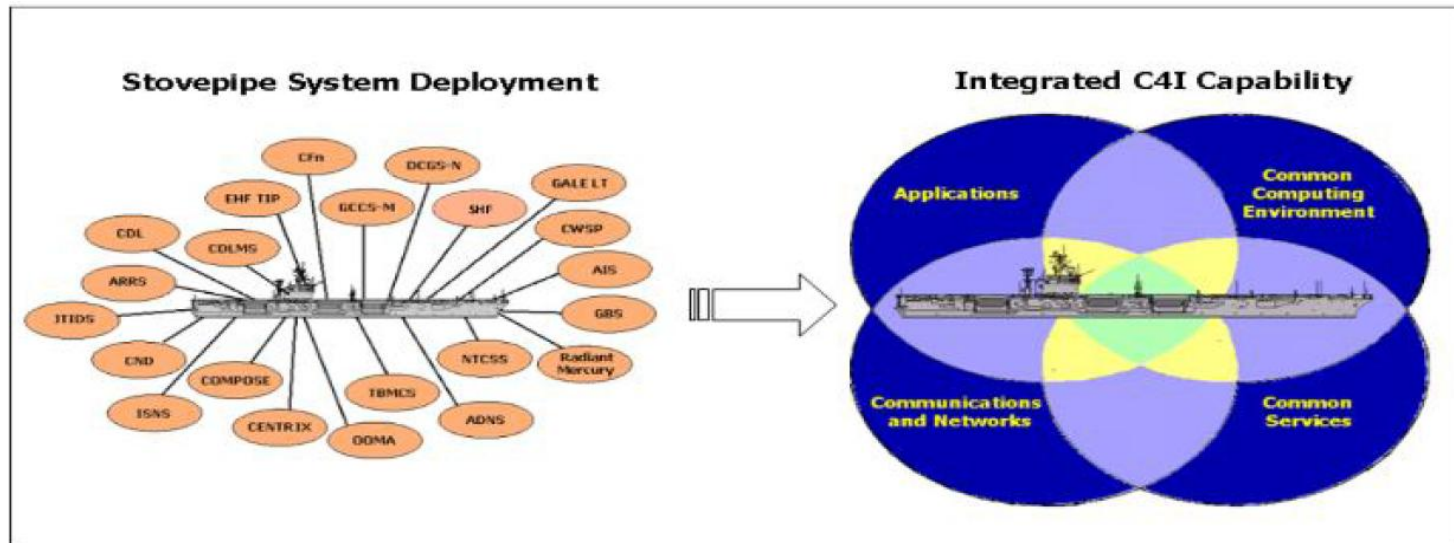 Stovepipe System Deployment
CFn
DCGS-N
GALE LT
EHF TIP
GCCS-M
SHF
CDL
CDLMS
CWSP
ARRS
AIS
JTIDS
GBS
CND
NTCSS
Radiant
Mercury
COMPOSE
TBMCS
ISNS
CENTRIX
OOMA
ADNS
Integrated C4I Capability
Applications
Common
Computing
Environment
Communications
and Networks
Common
Services